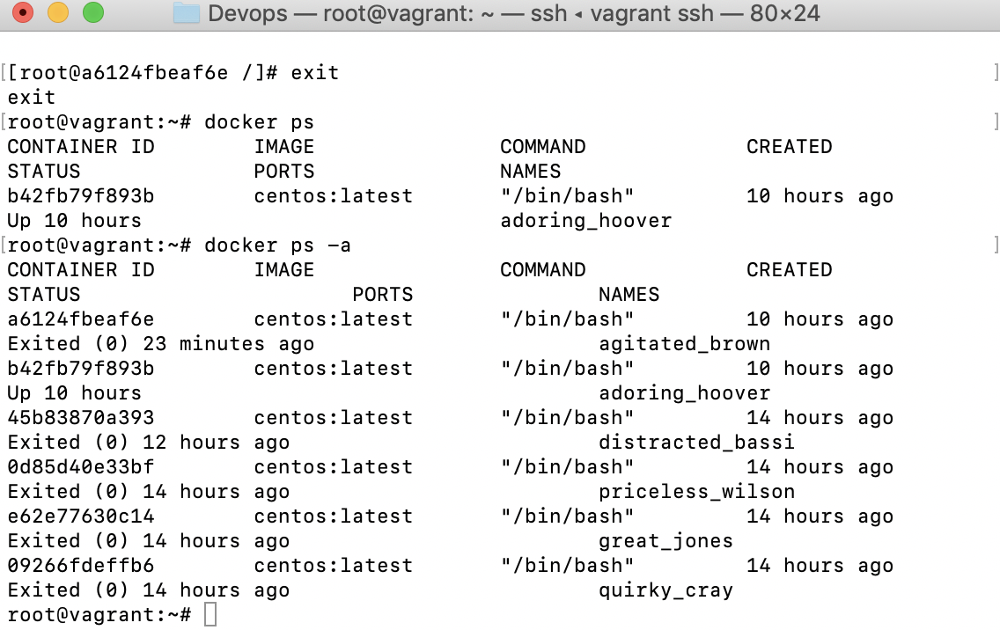 Devops — root@vagrant: ~ — ssh ◂ vagrant ssh — 80×24
[[root@a6124fbeaf6e /]# exit ]
exit
[root@vagrant:~# docker ps ]
CONTAINER ID        IMAGE               COMMAND             CREATED
STATUS              PORTS               NAMES
b42fb79f893b        centos:latest       "/bin/bash"         10 hours ago
Up 10 hours                             adoring_hoover
[root@vagrant:~# docker ps -a ]
CONTAINER ID        IMAGE               COMMAND             CREATED
STATUS                      PORTS               NAMES
a6124fbeaf6e        centos:latest       "/bin/bash"         10 hours ago
Exited (0) 23 minutes ago                       agitated_brown
b42fb79f893b        centos:latest       "/bin/bash"         10 hours ago
Up 10 hours                                     adoring_hoover
45b83870a393        centos:latest       "/bin/bash"         14 hours ago
Exited (0) 12 hours ago                         distracted_bassi
0d85d40e33bf        centos:latest       "/bin/bash"         14 hours ago
Exited (0) 14 hours ago                         priceless_wilson
e62e77630c14        centos:latest       "/bin/bash"         14 hours ago
Exited (0) 14 hours ago                         great_jones
09266fdeffb6        centos:latest       "/bin/bash"         14 hours ago
Exited (0) 14 hours ago                         quirky_cray
root@vagrant:~#